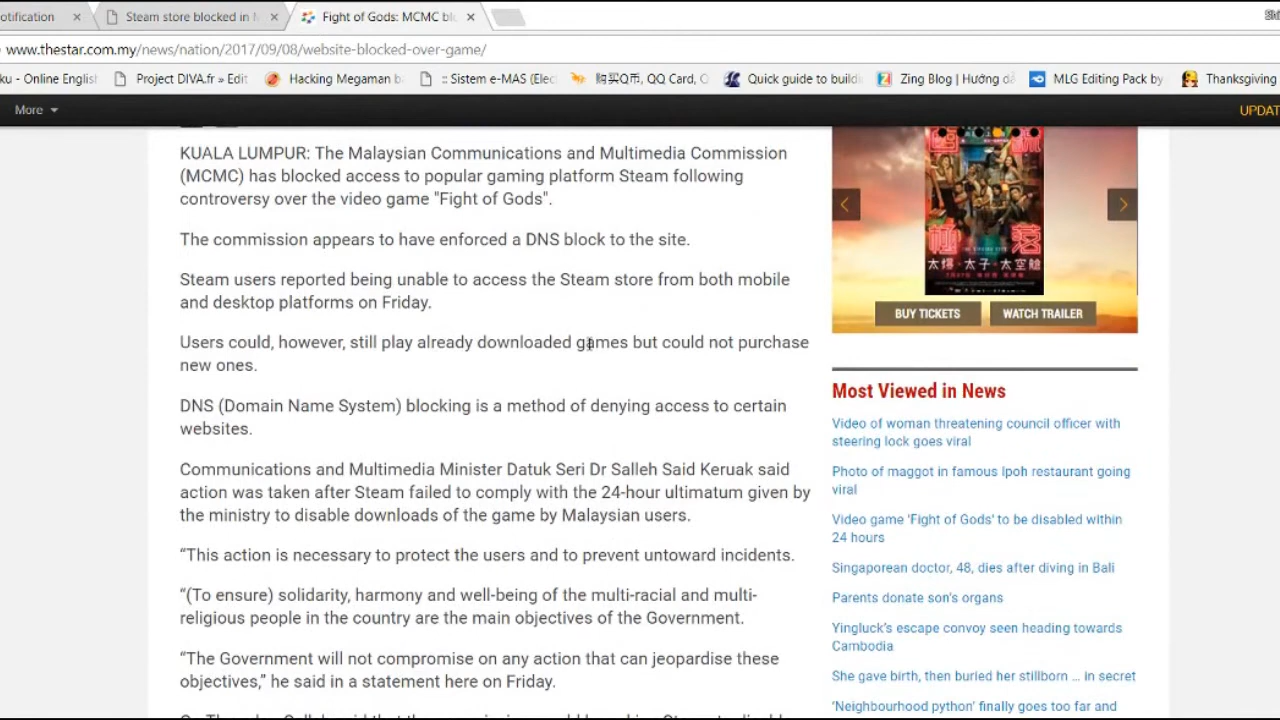 otification
Steam store blocked in M
Fight of Gods: MCMC blo
www.thestar.com.my/news/nation/2017/09/08/website-blocked-over-game/
ku - Online Englis
Project DIVA.fr » Edit
Hacking Megaman b
:: Sistem e-MAS (Elec
购买Q币, QQ Card, Q
Quick guide to buildi
Zing Blog | Hướng dẫ
MLG Editing Pack by
Thanksgiving
More
UPDAT
KUALA LUMPUR: The Malaysian Communications and Multimedia Commission
(MCMC) has blocked access to popular gaming platform Steam following
controversy over the video game "Fight of Gods".
The commission appears to have enforced a DNS block to the site.
Steam users reported being unable to access the Steam store from both mobile
and desktop platforms on Friday.
Users could, however, still play already downloaded games but could not purchase
new ones.
DNS (Domain Name System) blocking is a method of denying access to certain
websites.
Communications and Multimedia Minister Datuk Seri Dr Salleh Said Keruak said
action was taken after Steam failed to comply with the 24-hour ultimatum given by
the ministry to disable downloads of the game by Malaysian users.
“This action is necessary to protect the users and to prevent untoward incidents.
“(To ensure) solidarity, harmony and well-being of the multi-racial and multi-
religious people in the country are the main objectives of the Government.
“The Government will not compromise on any action that can jeopardise these
objectives,” he said in a statement here on Friday.
極 落
太爆·太子·太空艙
BUY TICKETS
WATCH TRAILER
Most Viewed in News
Video of woman threatening council officer with
steering lock goes viral
Photo of maggot in famous Ipoh restaurant going
viral
Video game 'Fight of Gods' to be disabled within
24 hours
Singaporean doctor, 48, dies after diving in Bali
Parents donate son's organs
Yingluck’s escape convoy seen heading towards
Cambodia
She gave birth, then buried her stillborn ... in secret
‘Neighbourhood python’ finally goes too far and